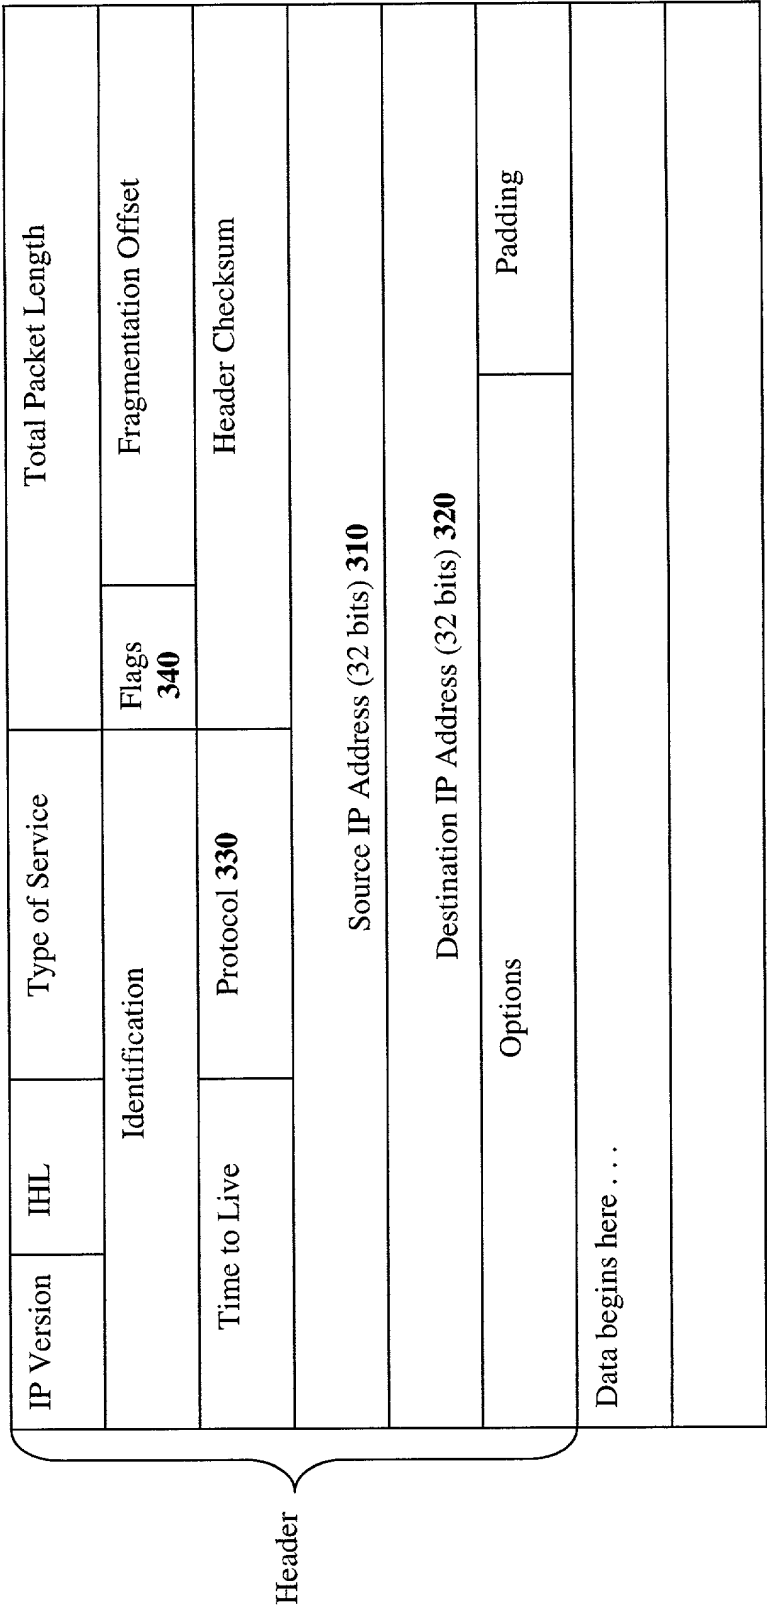 Header
IP Version
IHL
Type of Service
Total Packet Length
Identification
Flags
340
Fragmentation Offset
Time to Live
Protocol 330
Header Checksum
Source IP Address (32 bits) 310
Destination IP Address (32 bits) 320
Options
Padding
Data begins here . . .